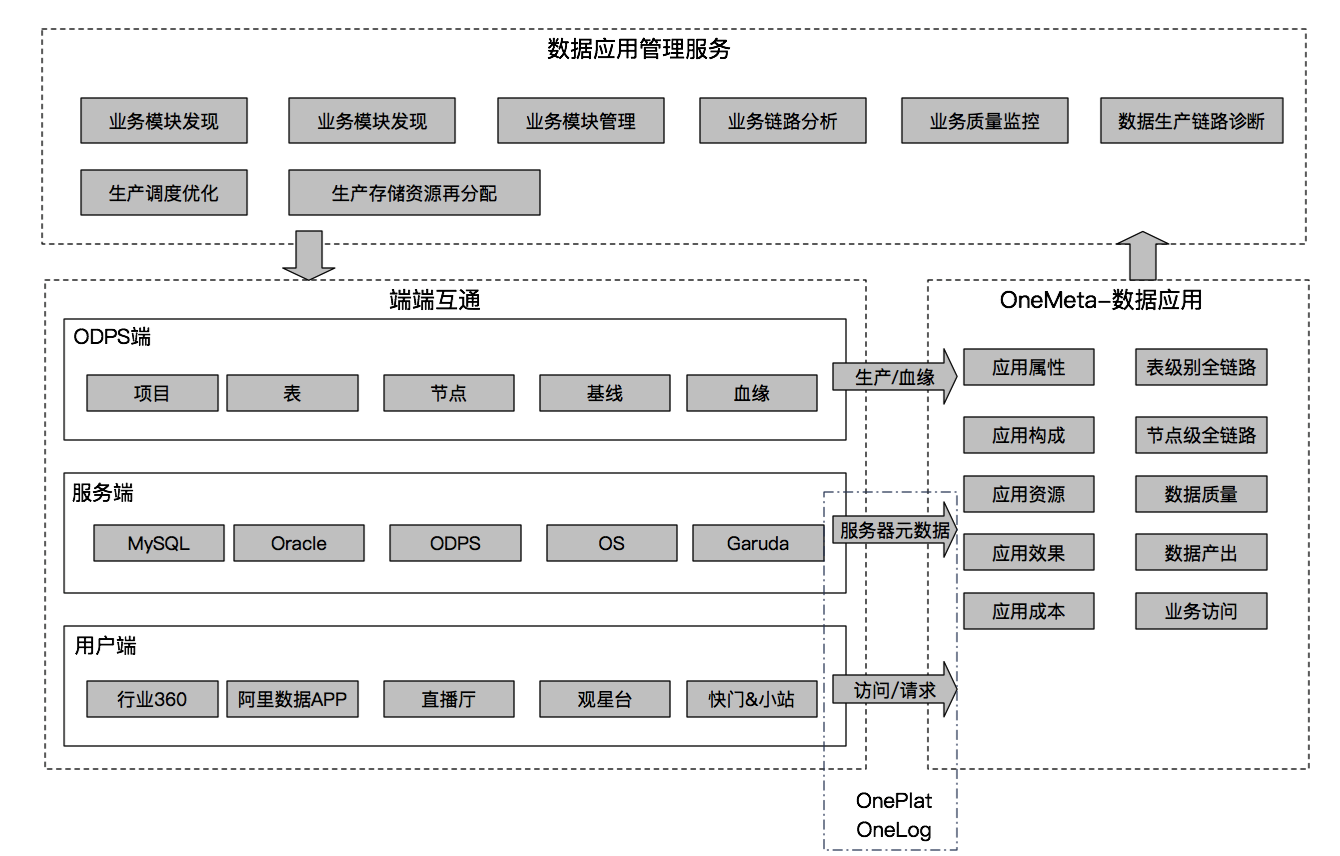 数据应用管理服务
业务模块发现
业务模块发现
业务模块管理
业务链路分析
业务质量监控
数据生产链路诊断
生产调度优化
生产存储资源再分配
端端互通
ODPS端
项目
表
节点
基线
血缘
生产/血缘
服务端
MySQL
Oracle
ODPS
OS
Garuda
服务器元数据
用户端
行业360
阿里数据APP
直播厅
观星台
快门&小站
访问/请求
OnePlat
OneLog
OneMeta-数据应用
应用属性
表级别全链路
应用构成
节点级全链路
应用资源
数据质量
应用效果
数据产出
应用成本
业务访问